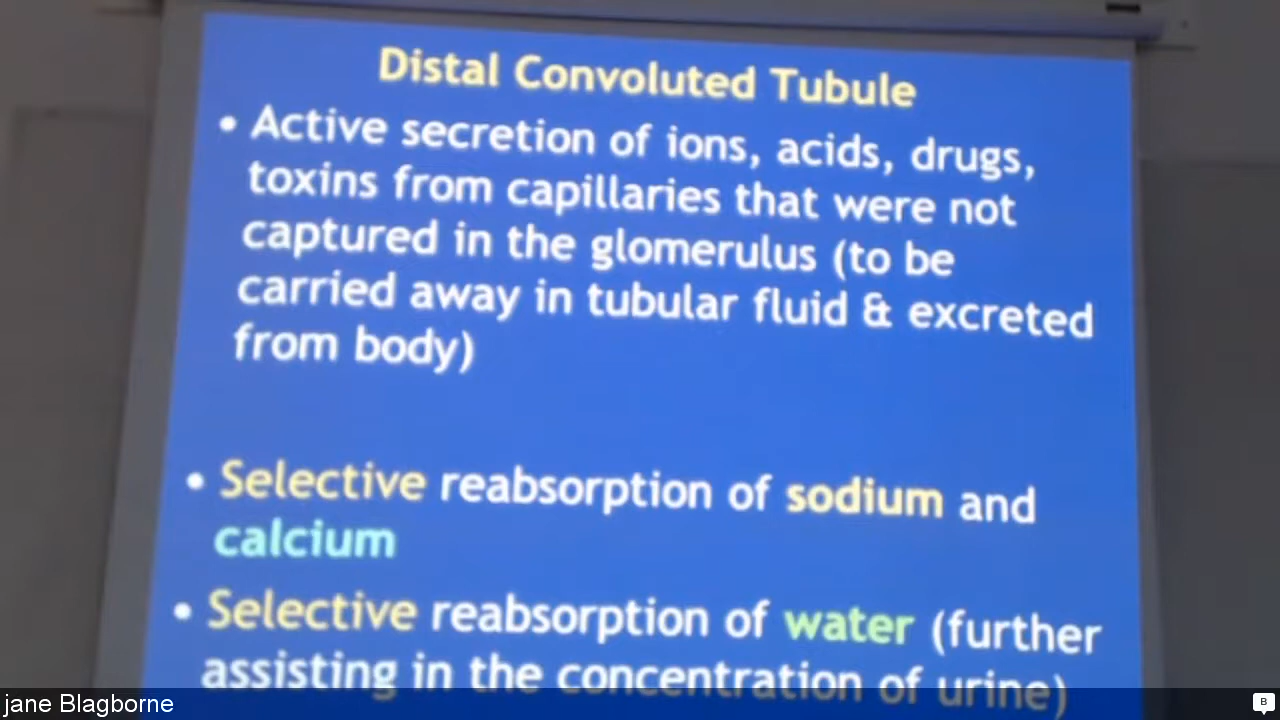 Distal Convoluted Tubule
• Active secretion of ions, acids, drugs,
toxins from capillaries that were not
captured in the glomerulus (to be
carried away in tubular fluid & excreted
from body)
• Selective reabsorption of sodium and
calcium
• Selective reabsorption of water (further
assisting in the concentration of urine)
jane Blagborne
B